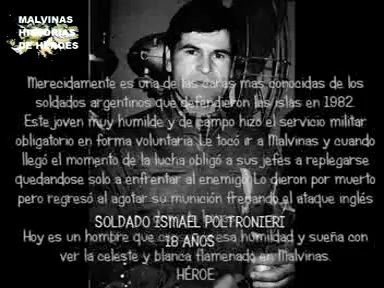 MALVINAS
HISTORIAS
DE HEROES
Merecidamente es una de las caras mas conocidas de los
soldados argentinos que defendieron las islas en 1982.
Este joven muy humilde y de campo hizo el servicio militar
obligatorio en forma voluntaria. Le tocó ir a Malvinas y cuando
llegó el momento de la lucha obligó a sus jefes a replegarse
quedandose solo a enfrentar al enemigo. Lo dieron por muerto
pero regresó al agotar su munición frenando el ataque inglés
SOLDADO ISMAEL POLTRONIERI
18 AÑOS
Hoy es un hombre que esa humildad y sueña con
ver la celeste y blanca flameando en Malvinas.
HÉROE